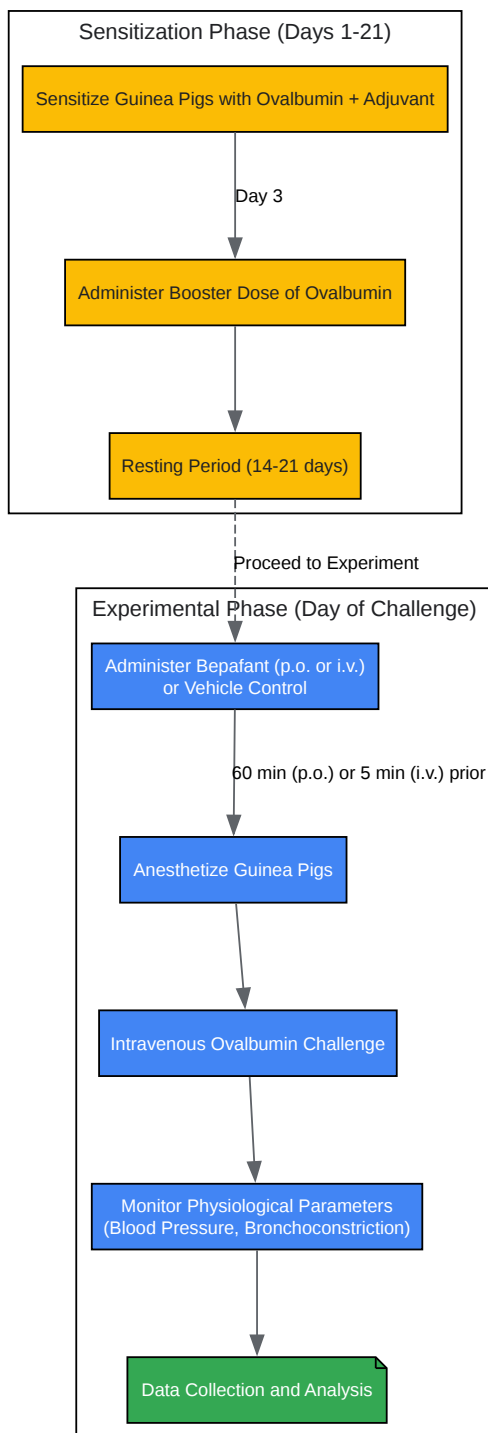 Sensitization Phase (Days 1-21)
Sensitize Guinea Pigs with Ovalbumin + Adjuvant
Day 3
Administer Booster Dose of Ovalbumin
Resting Period (14-21 days)
Proceed to Experiment
Experimental Phase (Day of Challenge)
Administer Bepafant (p.o. or i.v.)
or Vehicle Control
60 min (p.o.) or 5 min (i.v.) prior
Anesthetize Guinea Pigs
Intravenous Ovalbumin Challenge
Monitor Physiological Parameters
(Blood Pressure, Bronchoconstriction)
Data Collection and Analysis